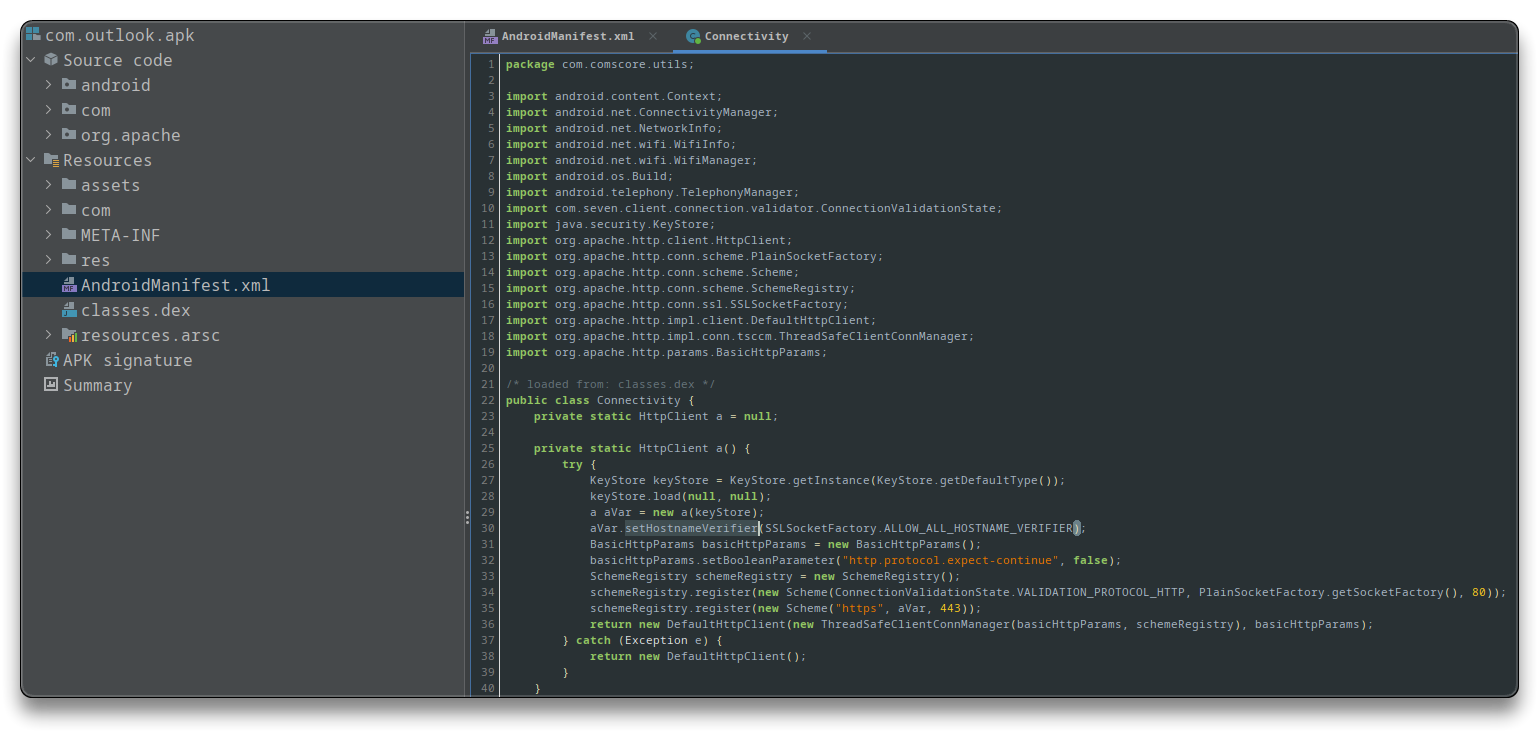 com.outlook.apk
Source code
android
com
org.apache
Resources
assets
com
META-INF
res
AndroidManifest.xml
classes.dex
resources.arsc
APK signature
Summary
AndroidManifest.xml Connectivity
1 package com.comscore.utils;
2
3 import android.content.Context;
4 import android.net.ConnectivityManager;
5 import android.net.NetworkInfo;
6 import android.net.wifi.WifiInfo;
7 import android.net.wifi.WifiManager;
8 import android.os.Build;
9 import android.telephony.TelephonyManager;
10 import com.seven.client.connection.validator.ConnectionValidationState;
11 import java.security.KeyStore;
12 import org.apache.http.client.HttpClient;
13 import org.apache.http.conn.scheme.PlainSocketFactory;
14 import org.apache.http.conn.scheme.Scheme;
15 import org.apache.http.conn.scheme.SchemeRegistry;
16 import org.apache.http.conn.ssl.SSLSocketFactory;
17 import org.apache.http.impl.client.DefaultHttpClient;
18 import org.apache.http.impl.conn.tsccm.ThreadSafeClientConnManager;
19 import org.apache.http.params.BasicHttpParams;
20
21 /* loaded from: classes.dex */
22 public class Connectivity {
23 private static HttpClient a = null;
24
25 private static HttpClient a() {
26 try {
27 KeyStore keyStore = KeyStore.getInstance(KeyStore.getDefaultType());
28 keyStore.load(null, null);
29 a aVar = new a(keyStore);
30 aVar.setHostnameVerifier(SSLSocketFactory.ALLOW_ALL_HOSTNAME_VERIFIER);
31 BasicHttpParams basicHttpParams = new BasicHttpParams();
32 basicHttpParams.setBooleanParameter("http.protocol.expect-continue", false);
33 SchemeRegistry schemeRegistry = new SchemeRegistry();
34 schemeRegistry.register(new Scheme(ConnectionValidationState.VALIDATION_PROTOCOL_HTTP, PlainSocketFactory.getSocketFactory(), 80));
35 schemeRegistry.register(new Scheme("https", aVar, 443));
36 return new DefaultHttpClient(new ThreadSafeClientConnManager(basicHttpParams, schemeRegistry), basicHttpParams);
37 } catch (Exception e) {
38 return new DefaultHttpClient();
39 }
40 }